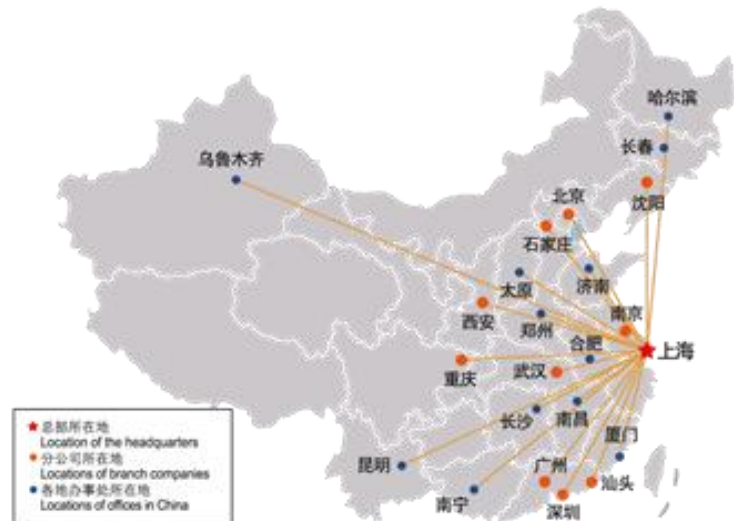 哈尔滨
长春
乌鲁木齐
沈阳
北京
石家庄
济南
太原
南京
西安
郑州
合肥
上海
重庆
武汉
长沙
南昌
厦门
昆明
广州
汕头
南宁
深圳
总部所在地
Location of the headquarters
分公司所在地
Locations of branch companies
各地办事处所在地
Locations of offices in China